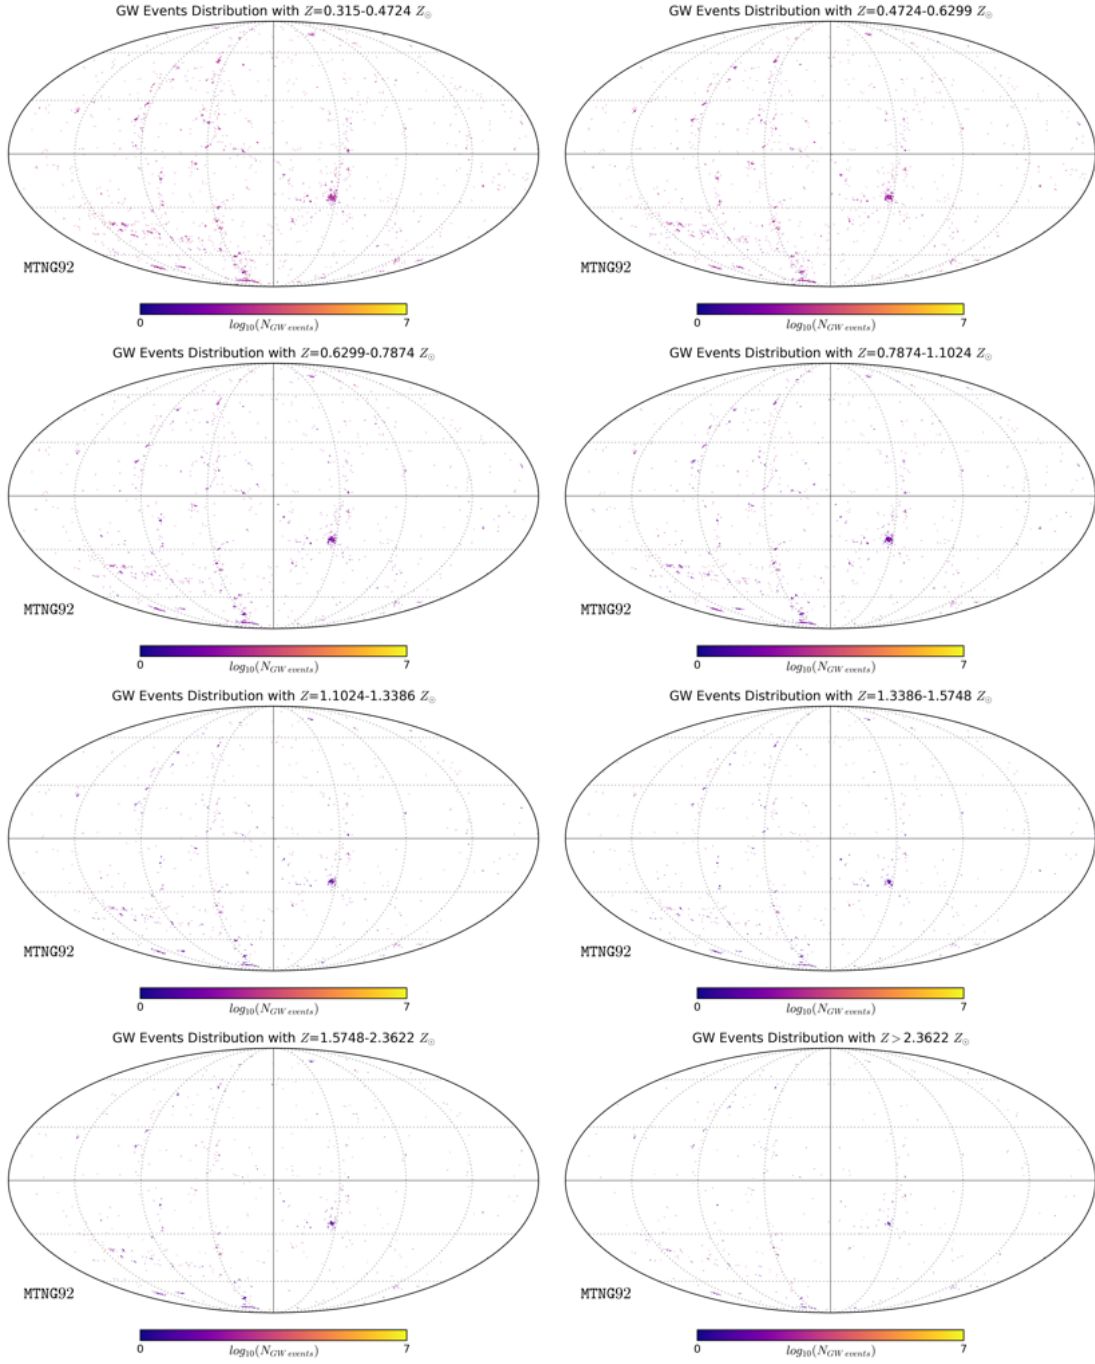 GW Events Distribution with Z=0.315-0.4724 Z☉
MTNG92
0 7
log10(NGW events)
GW Events Distribution with Z=0.4724-0.6299 Z☉
MTNG92
0 7
log10(NGW events)
GW Events Distribution with Z=0.6299-0.7874 Z☉
MTNG92
0 7
log10(NGW events)
GW Events Distribution with Z=0.7874-1.1024 Z☉
MTNG92
0 7
log10(NGW events)
GW Events Distribution with Z=1.1024-1.3386 Z☉
MTNG92
0 7
log10(NGW events)
GW Events Distribution with Z=1.3386-1.5748 Z☉
MTNG92
0 7
log10(NGW events)
GW Events Distribution with Z=1.5748-2.3622 Z☉
MTNG92
0 7
log10(NGW events)
GW Events Distribution with Z>2.3622 Z☉
MTNG92
0 7
log10(NGW events)